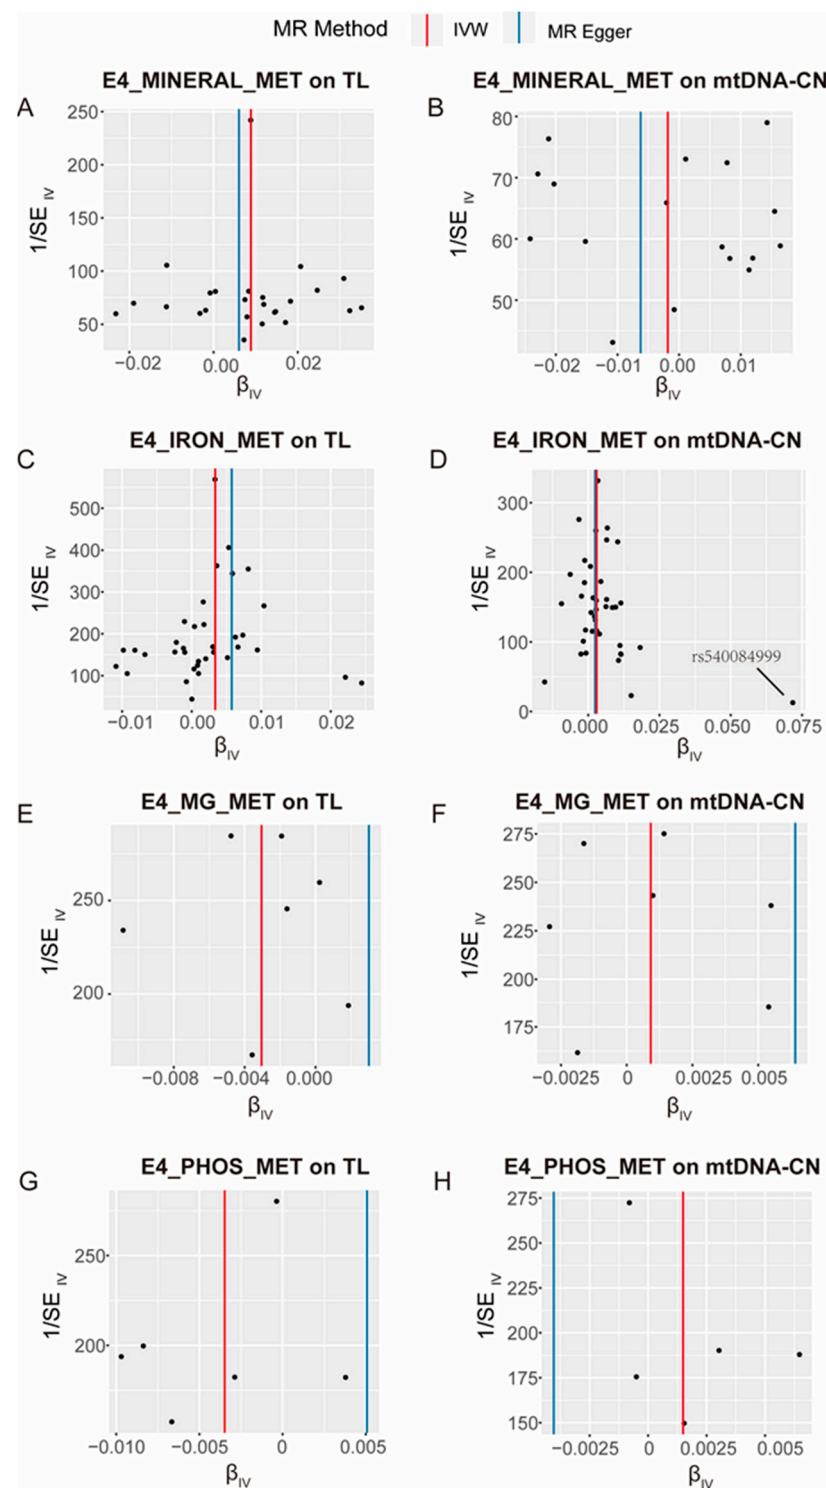 MR Method IVW MR Egger
A E4_MINERAL_MET on TL
250
200
150
100
50
1/SE IV
−0.02 0.00 0.02
βIV
B E4_MINERAL_MET on mtDNA-CN
80
70
60
50
1/SE IV
−0.02 −0.01 0.00 0.01
βIV
C E4_IRON_MET on TL
500
400
300
200
100
1/SE IV
−0.01 0.00 0.01 0.02
βIV
D E4_IRON_MET on mtDNA-CN
300
200
100
0
1/SE IV
rs540084999
0.000 0.025 0.050 0.075
βIV
E E4_MG_MET on TL
250
200
1/SE IV
−0.008 −0.004 0.000
βIV
F E4_MG_MET on mtDNA-CN
275
250
225
200
175
1/SE IV
−0.0025 0 0.0025 0.005
βIV
G E4_PHOS_MET on TL
250
200
1/SE IV
−0.010 −0.005 0 0.005
βIV
H E4_PHOS_MET on mtDNA-CN
275
250
225
200
175
150
1/SE IV
−0.0025 0 0.0025 0.005
βIV